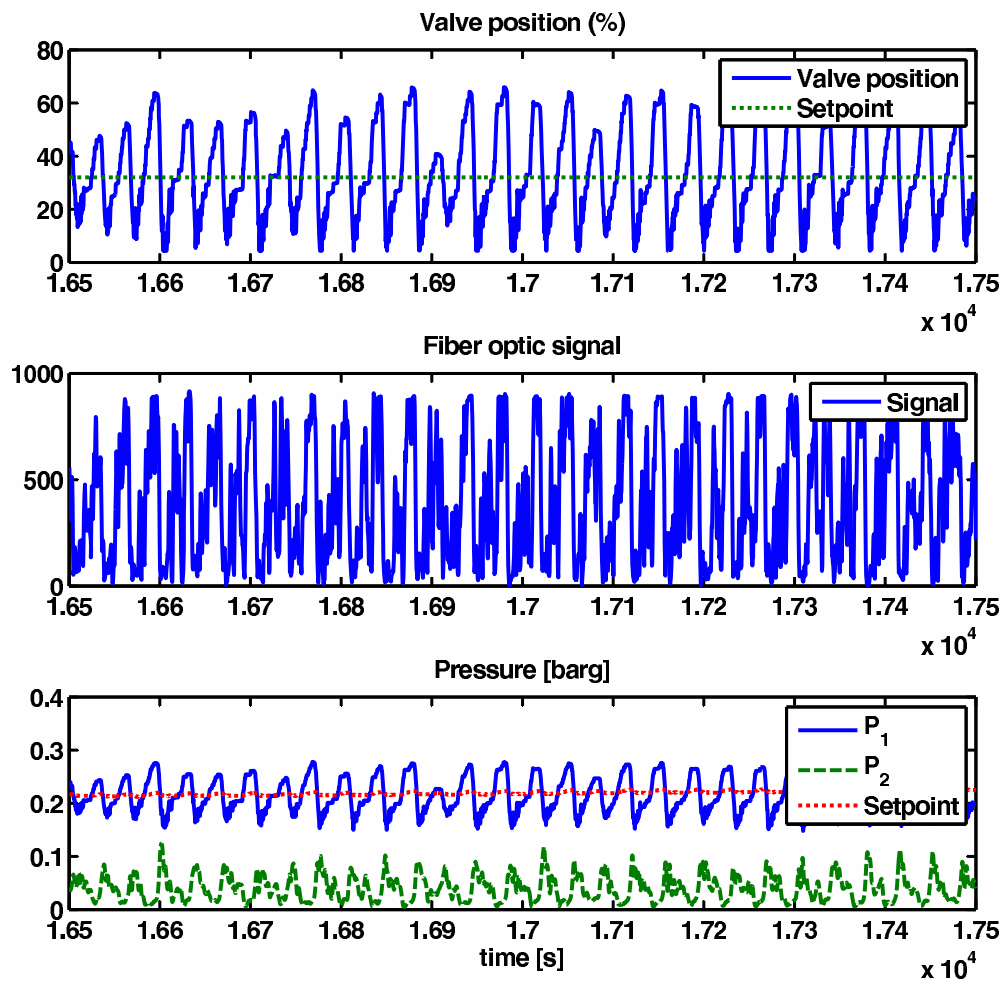 Valve position (%)
80
60
40
20
0
Valve position
Setpoint
1.65 1.66 1.67 1.68 1.69 1.7 1.71 1.72 1.73 1.74 1.75
x 10^4
Fiber optic signal
1000
500
0
Signal
1.65 1.66 1.67 1.68 1.69 1.7 1.71 1.72 1.73 1.74 1.75
x 10^4
Pressure [barg]
0.4
0.3
0.2
0.1
0
P_1
P_2
Setpoint
1.65 1.66 1.67 1.68 1.69 1.7 1.71 1.72 1.73 1.74 1.75
time [s]
x 10^4